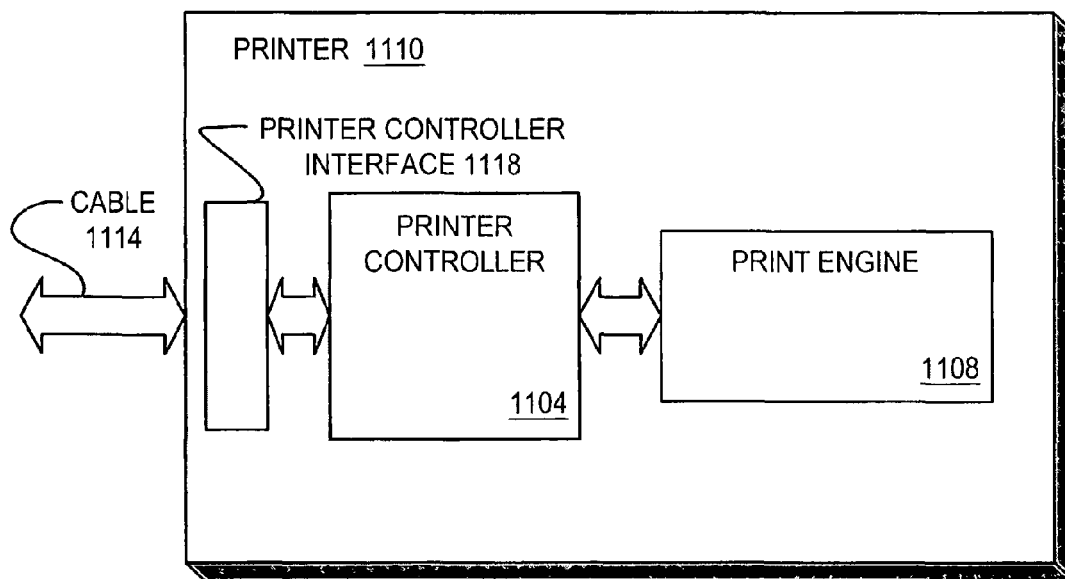 PRINTER 1110
PRINTER CONTROLLER
INTERFACE 1118
CABLE
1114
PRINTER
CONTROLLER
1104
PRINT ENGINE
1108